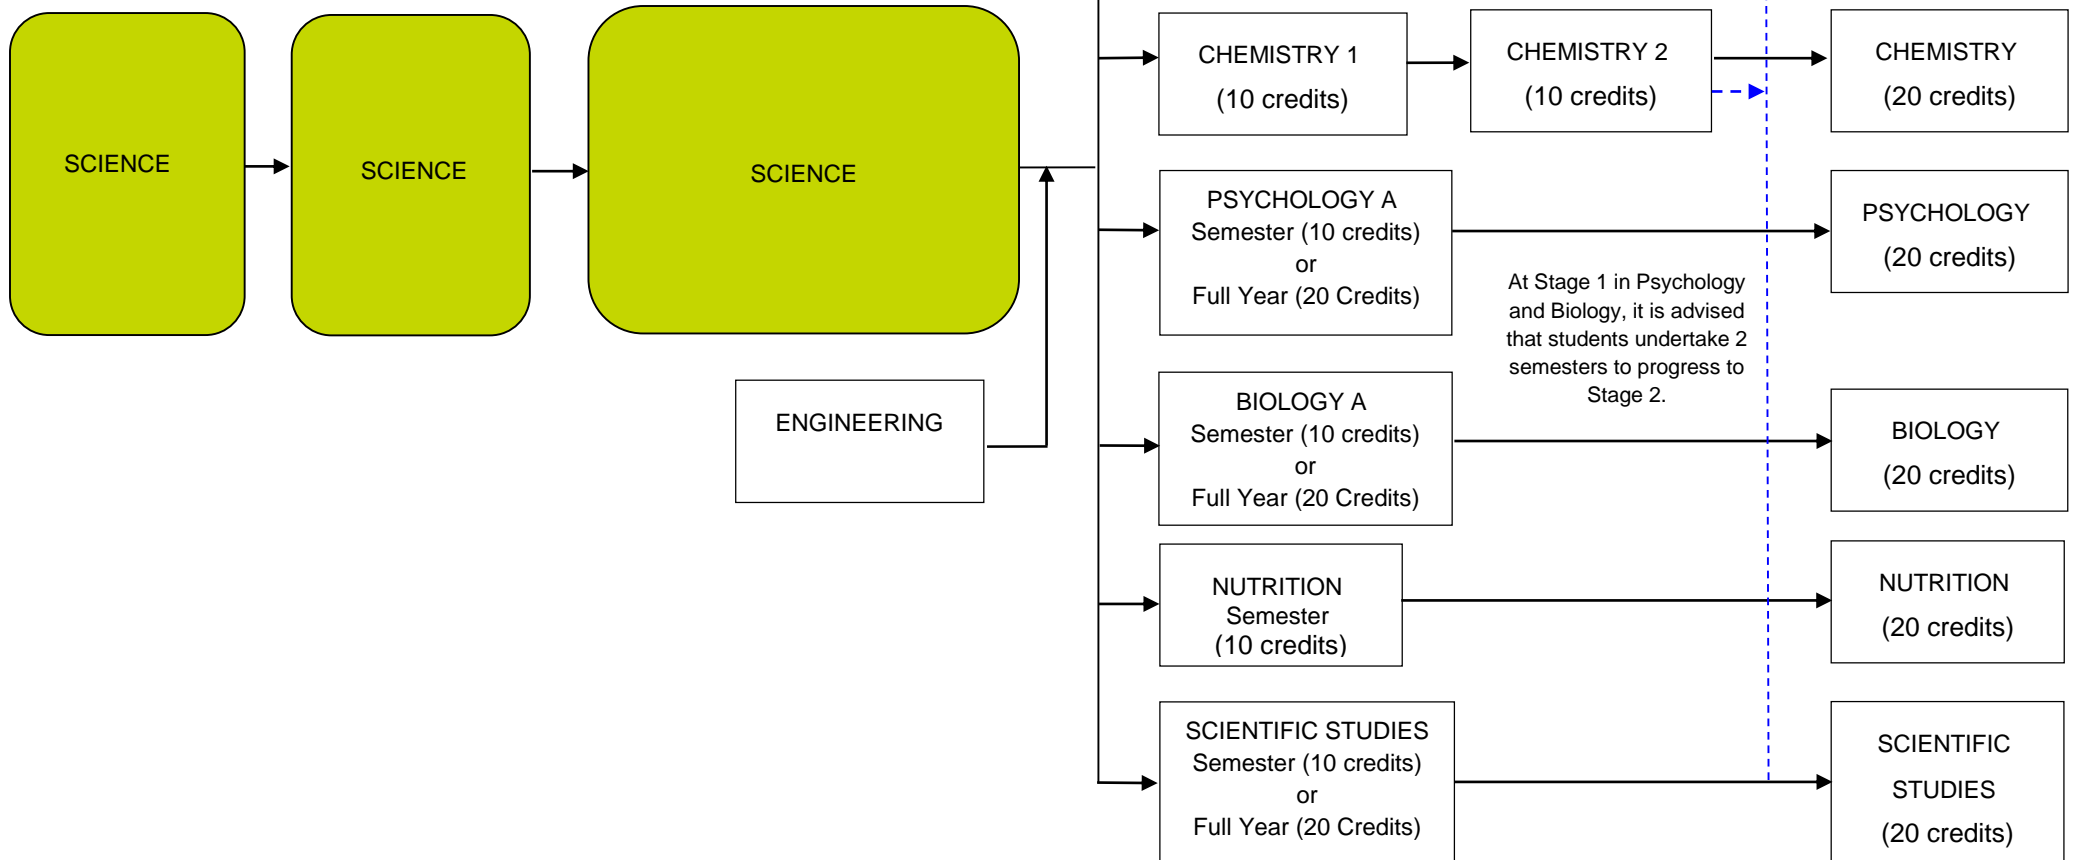 SCIENCE
SCIENCE
SCIENCE
ENGINEERING
CHEMISTRY 1
(10 credits)
CHEMISTRY 2
(10 credits)
CHEMISTRY
(20 credits)
PSYCHOLOGY A
Semester (10 credits)
or
Full Year (20 Credits)
PSYCHOLOGY
(20 credits)
At Stage 1 in Psychology
and Biology, it is advised
that students undertake 2
semesters to progress to
Stage 2.
BIOLOGY A
Semester (10 credits)
or
Full Year (20 Credits)
BIOLOGY
(20 credits)
NUTRITION
Semester
(10 credits)
NUTRITION
(20 credits)
SCIENTIFIC STUDIES
Semester (10 credits)
or
Full Year (20 Credits)
SCIENTIFIC
STUDIES
(20 credits)